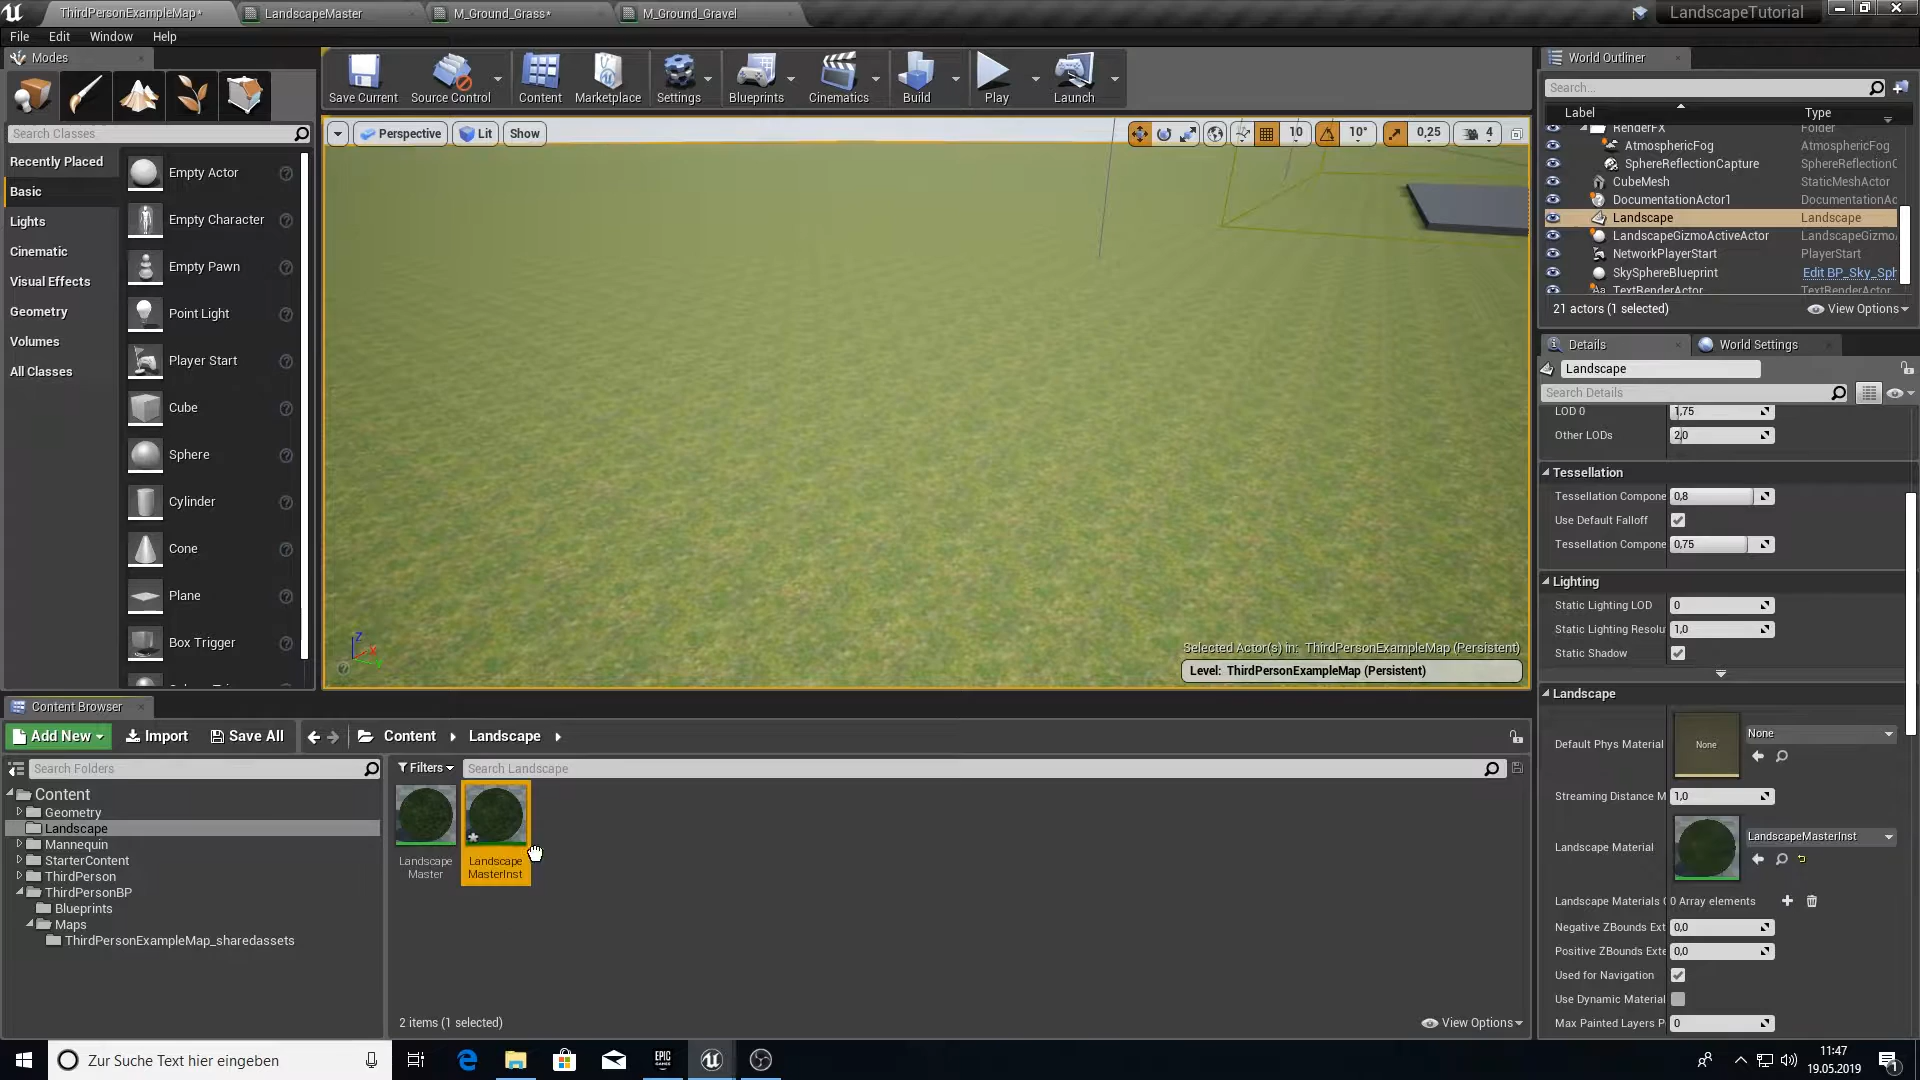 ThirdPersonExampleMap*
LandscapeMaster
M_Ground_Grass*
M_Ground_Gravel
LandscapeTutorial
File Edit Window Help
Modes
Save Current
Source Control
Content
Marketplace
Settings
Blueprints
Cinematics
Build
Play
Launch
Search Classes
Recently Placed
Basic
Lights
Cinematic
Visual Effects
Geometry
Volumes
All Classes
Empty Actor
Empty Character
Empty Pawn
Point Light
Player Start
Cube
Sphere
Cylinder
Cone
Plane
Box Trigger
Perspective
Lit
Show
10
10°
0,25
4
Z
Selected Actor(s) in: ThirdPersonExampleMap (Persistent)
Level: ThirdPersonExampleMap (Persistent)
World Outliner
Search...
Label Type
RenderFX Folder
AtmosphericFog AtmosphericFog
SphereReflectionCapture SphereReflectionC
CubeMesh StaticMeshActor
DocumentationActor1 DocumentationAc
Landscape Landscape
LandscapeGizmoActiveActor LandscapeGizmo
NetworkPlayerStart PlayerStart
SkySphereBlueprint Edit BP_Sky_Sph
TextRenderActor TextRenderActor
21 actors (1 selected)
View Options
Details
World Settings
Landscape
Search Details
LOD 0 1,75
Other LODs 2,0
Tessellation
Tessellation Compone 0,8
Use Default Falloff
Tessellation Compone 0,75
Lighting
Static Lighting LOD 0
Static Lighting Resolu 1,0
Static Shadow
Landscape
Default Phys Material None None
Streaming Distance M 1,0
Landscape Material LandscapeMasterInst
Landscape Materials 0 Array elements
Negative ZBounds Ext 0,0
Positive ZBounds Exte 0,0
Used for Navigation
Use Dynamic Material
Max Painted Layers P 0
Content Browser
Add New Import Save All Content Landscape
Search Folders
Filters
Search Landscape
Content
Geometry
Landscape
Mannequin
StarterContent
ThirdPerson
ThirdPersonBP
Blueprints
Maps
ThirdPersonExampleMap_sharedassets
Landscape
Master
Landscape
MasterInst
2 items (1 selected)
View Options
Zur Suche Text hier eingeben
EPIC
GAMES
11:47
19.05.2019
1